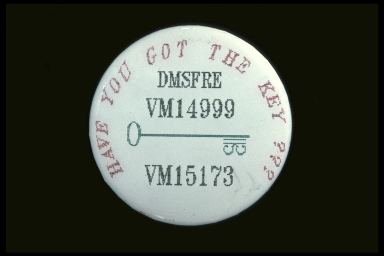 HAVE YOU GOT THE KEY ???
DMSFRE
VM14999
VM15173